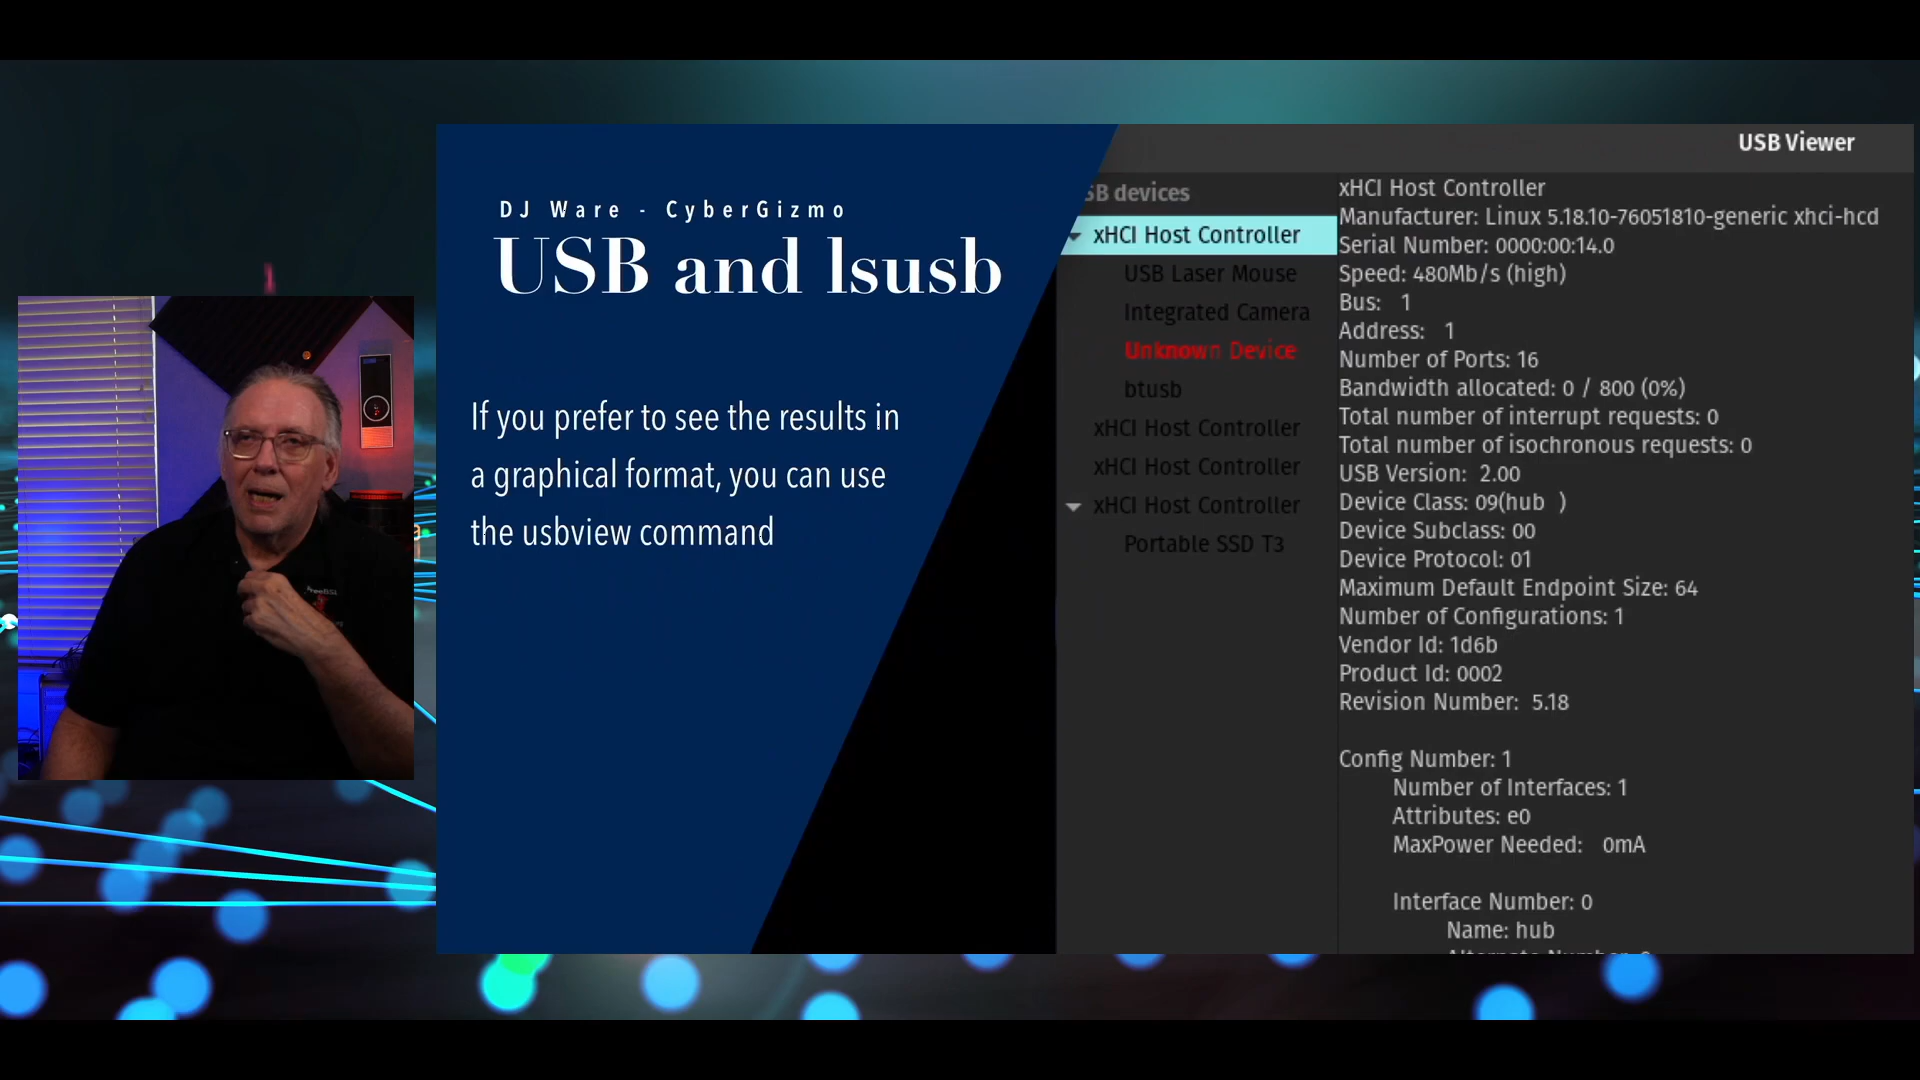 DJ Ware - CyberGizmo
USB and lsusb
If you prefer to see the results in
a graphical format, you can use
the usbview command
USB Viewer
SB devices
xHCI Host Controller
USB Laser Mouse
Integrated Camera
Unknown Device
btusb
xHCI Host Controller
xHCI Host Controller
xHCI Host Controller
Portable SSD T3
xHCI Host Controller
Manufacturer: Linux 5.18.10-76051810-generic xhci-hcd
Serial Number: 0000:00:14.0
Speed: 480Mb/s (high)
Bus: 1
Address: 1
Number of Ports: 16
Bandwidth allocated: 0 / 800 (0%)
Total number of interrupt requests: 0
Total number of isochronous requests: 0
USB Version: 2.00
Device Class: 09(hub )
Device Subclass: 00
Device Protocol: 01
Maximum Default Endpoint Size: 64
Number of Configurations: 1
Vendor Id: 1d6b
Product Id: 0002
Revision Number: 5.18
Config Number: 1
Number of Interfaces: 1
Attributes: e0
MaxPower Needed: 0mA
Interface Number: 0
Name: hub